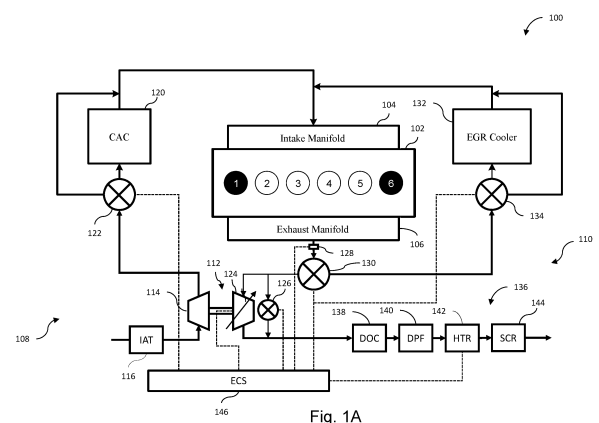 100
120
CAC
104
132
EGR Cooler
Intake Manifold
102
1 2 3 4 5 6
122
134
Exhaust Manifold
106
128
110
112
124
126
130
114
136
138
140
142
144
108
IAT
DOC
DPF
HTR
SCR
116
ECS
146
Fig. 1A